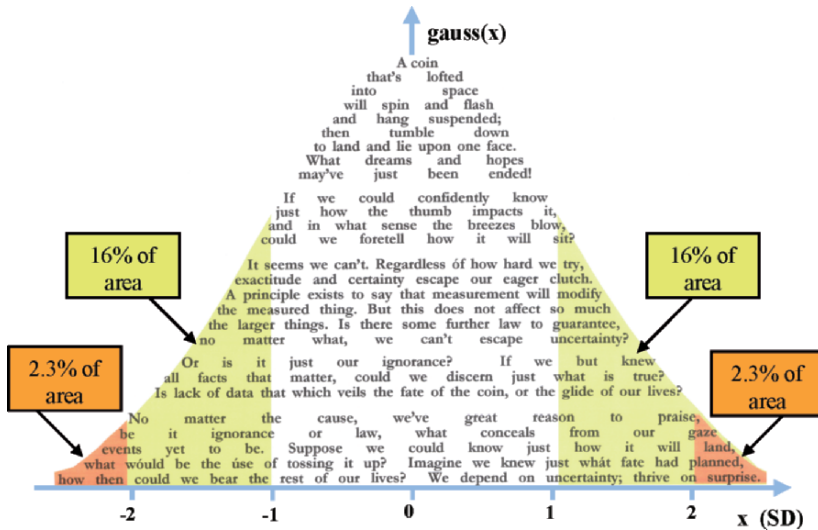 gauss(x)
A coin
that's lofted
into space
will spin and flash
and hang suspended;
then tumble down
to land and lie upon one face.
What dreams and hopes
may've just been ended!
If we could confidently know
just how the thumb impacts it,
and in what sense the breezes blow,
could we foretell how it will sit?
It seems we can't. Regardless óf how hard we try,
exactitude and certainty escape our eager clutch.
A principle exists to say that measurement will modify
the measured thing. But this does not affect so much
the larger things. Is there some further law to guarantee,
no matter what, we can't escape uncertainty?
Or is it just our ignorance? If we but knew
all facts that matter, could we discern just what is true?
Is lack of data that which veils the fate of the coin, or the glide of our lives?
No matter the cause, we've great reason to praise,
be it ignorance or law, what conceals from our gaze
events yet to be. Suppose we could know just how it will land,
what wóuld be the úse of tossing it up? Imagine we knew just whát fate had planned,
how then could we bear the rest of our lives? We depend on uncertainty; thrive on surprise.
16% of
area
16% of
area
2.3% of
area
2.3% of
area
-2 -1 0 1 2 x (SD)